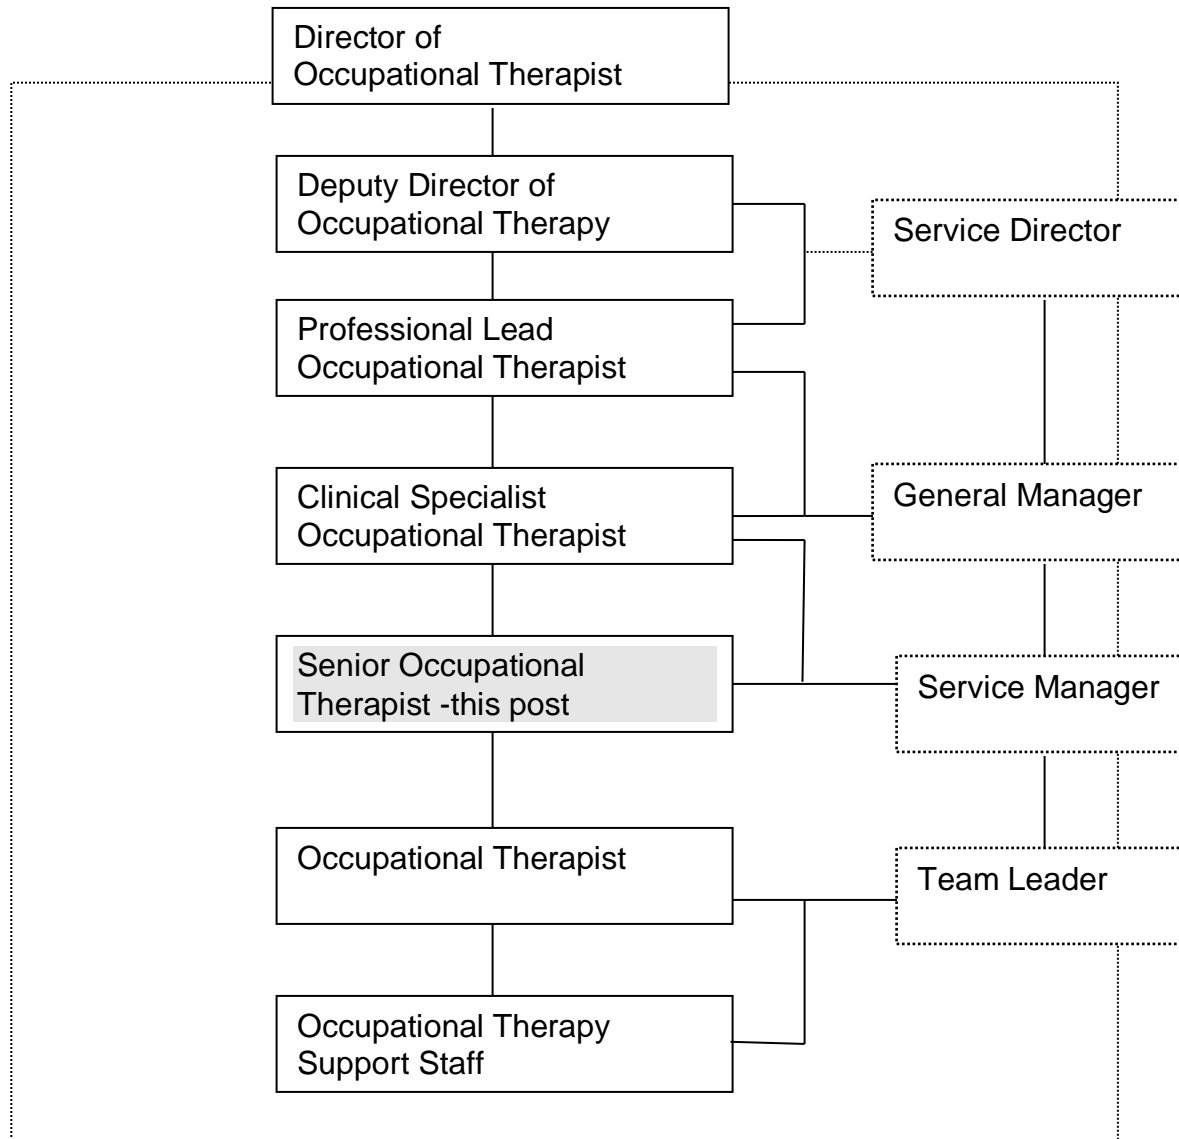 Director of
Occupational Therapist
Deputy Director of
Occupational Therapy
Service Director
Professional Lead
Occupational Therapist
Clinical Specialist
Occupational Therapist
General Manager
Senior Occupational
Therapist -this post
Service Manager
Occupational Therapist
Team Leader
Occupational Therapy
Support Staff